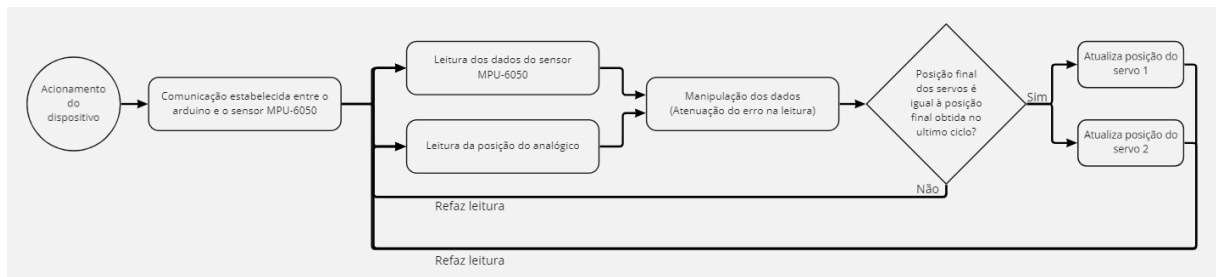 Acionamento
do
dispositivo
Comunicação estabelecida entre o
arduino e o sensor MPU-6050
Leitura dos dados do sensor
MPU-6050
Leitura da posição do analógico
Manipulação dos dados
(Atenuação do erro na leitura)
Posição final
dos servos é
igual à posição
final obtida no
ultimo ciclo?
Sim
Não
Atualiza posição do
servo 1
Atualiza posição do
servo 2
Refaz leitura
Refaz leitura